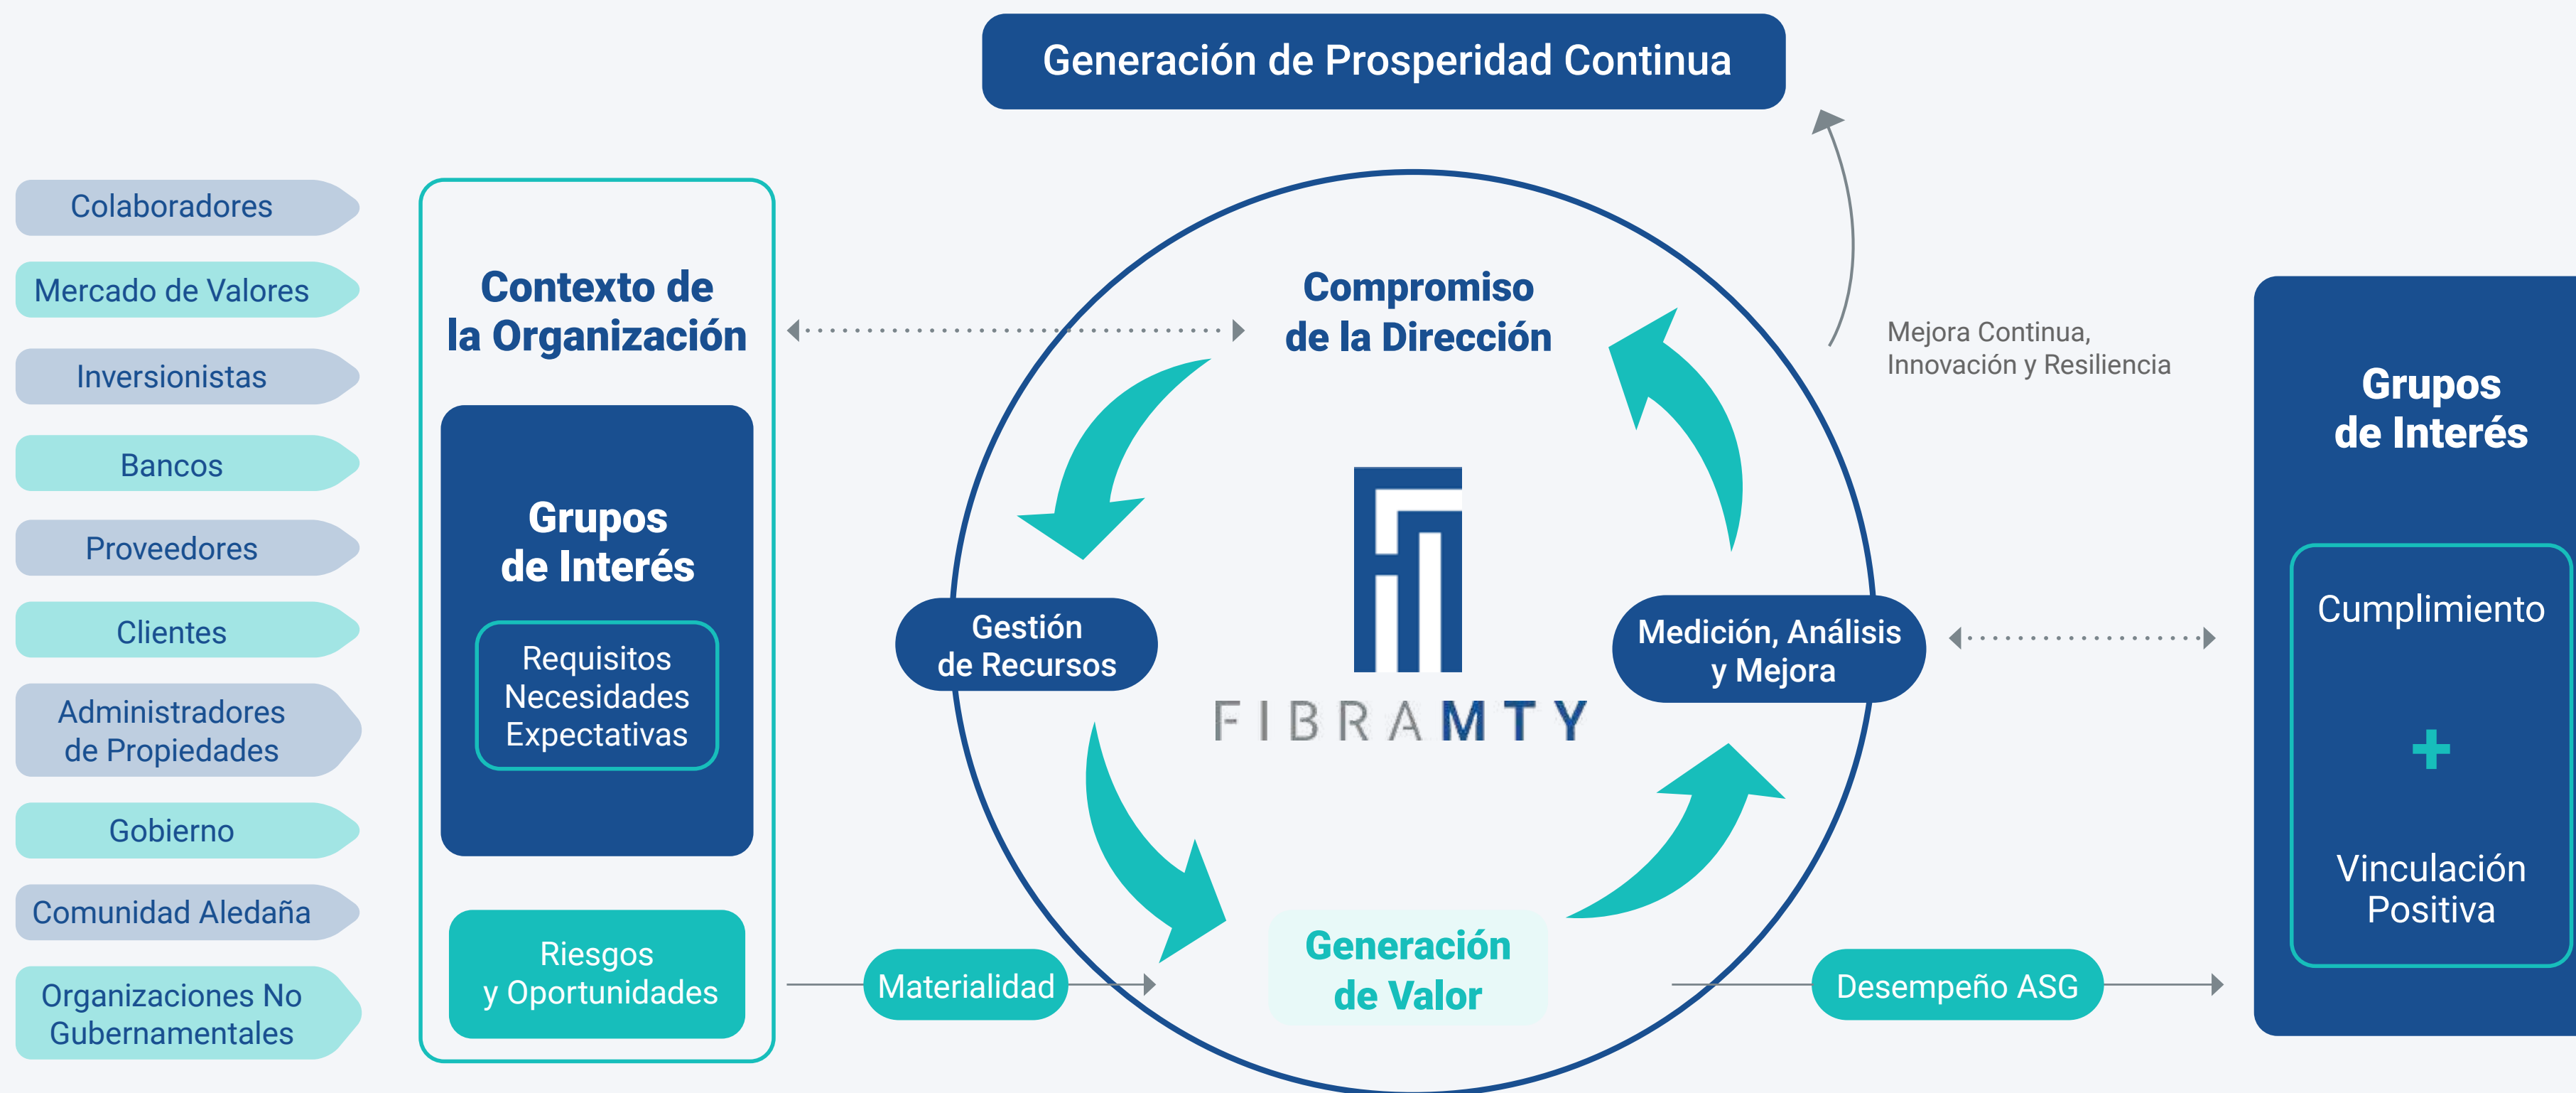 Generación de Prosperidad Continua
Colaboradores
Mercado de Valores
Inversionistas
Bancos
Proveedores
Clientes
Administradores
de Propiedades
Gobierno
Comunidad Aledaña
Organizaciones No
Gubernamentales
Contexto de
la Organización
Grupos
de Interés
Requisitos
Necesidades
Expectativas
Riesgos
y Oportunidades
Materialidad
Compromiso
de la Dirección
Gestión
de Recursos
FIBRAMTY
Medición, Análisis
y Mejora
Generación
de Valor
Mejora Continua,
Innovación y Resiliencia
Desempeño ASG
Grupos
de Interés
Cumplimiento
+
Vinculación
Positiva